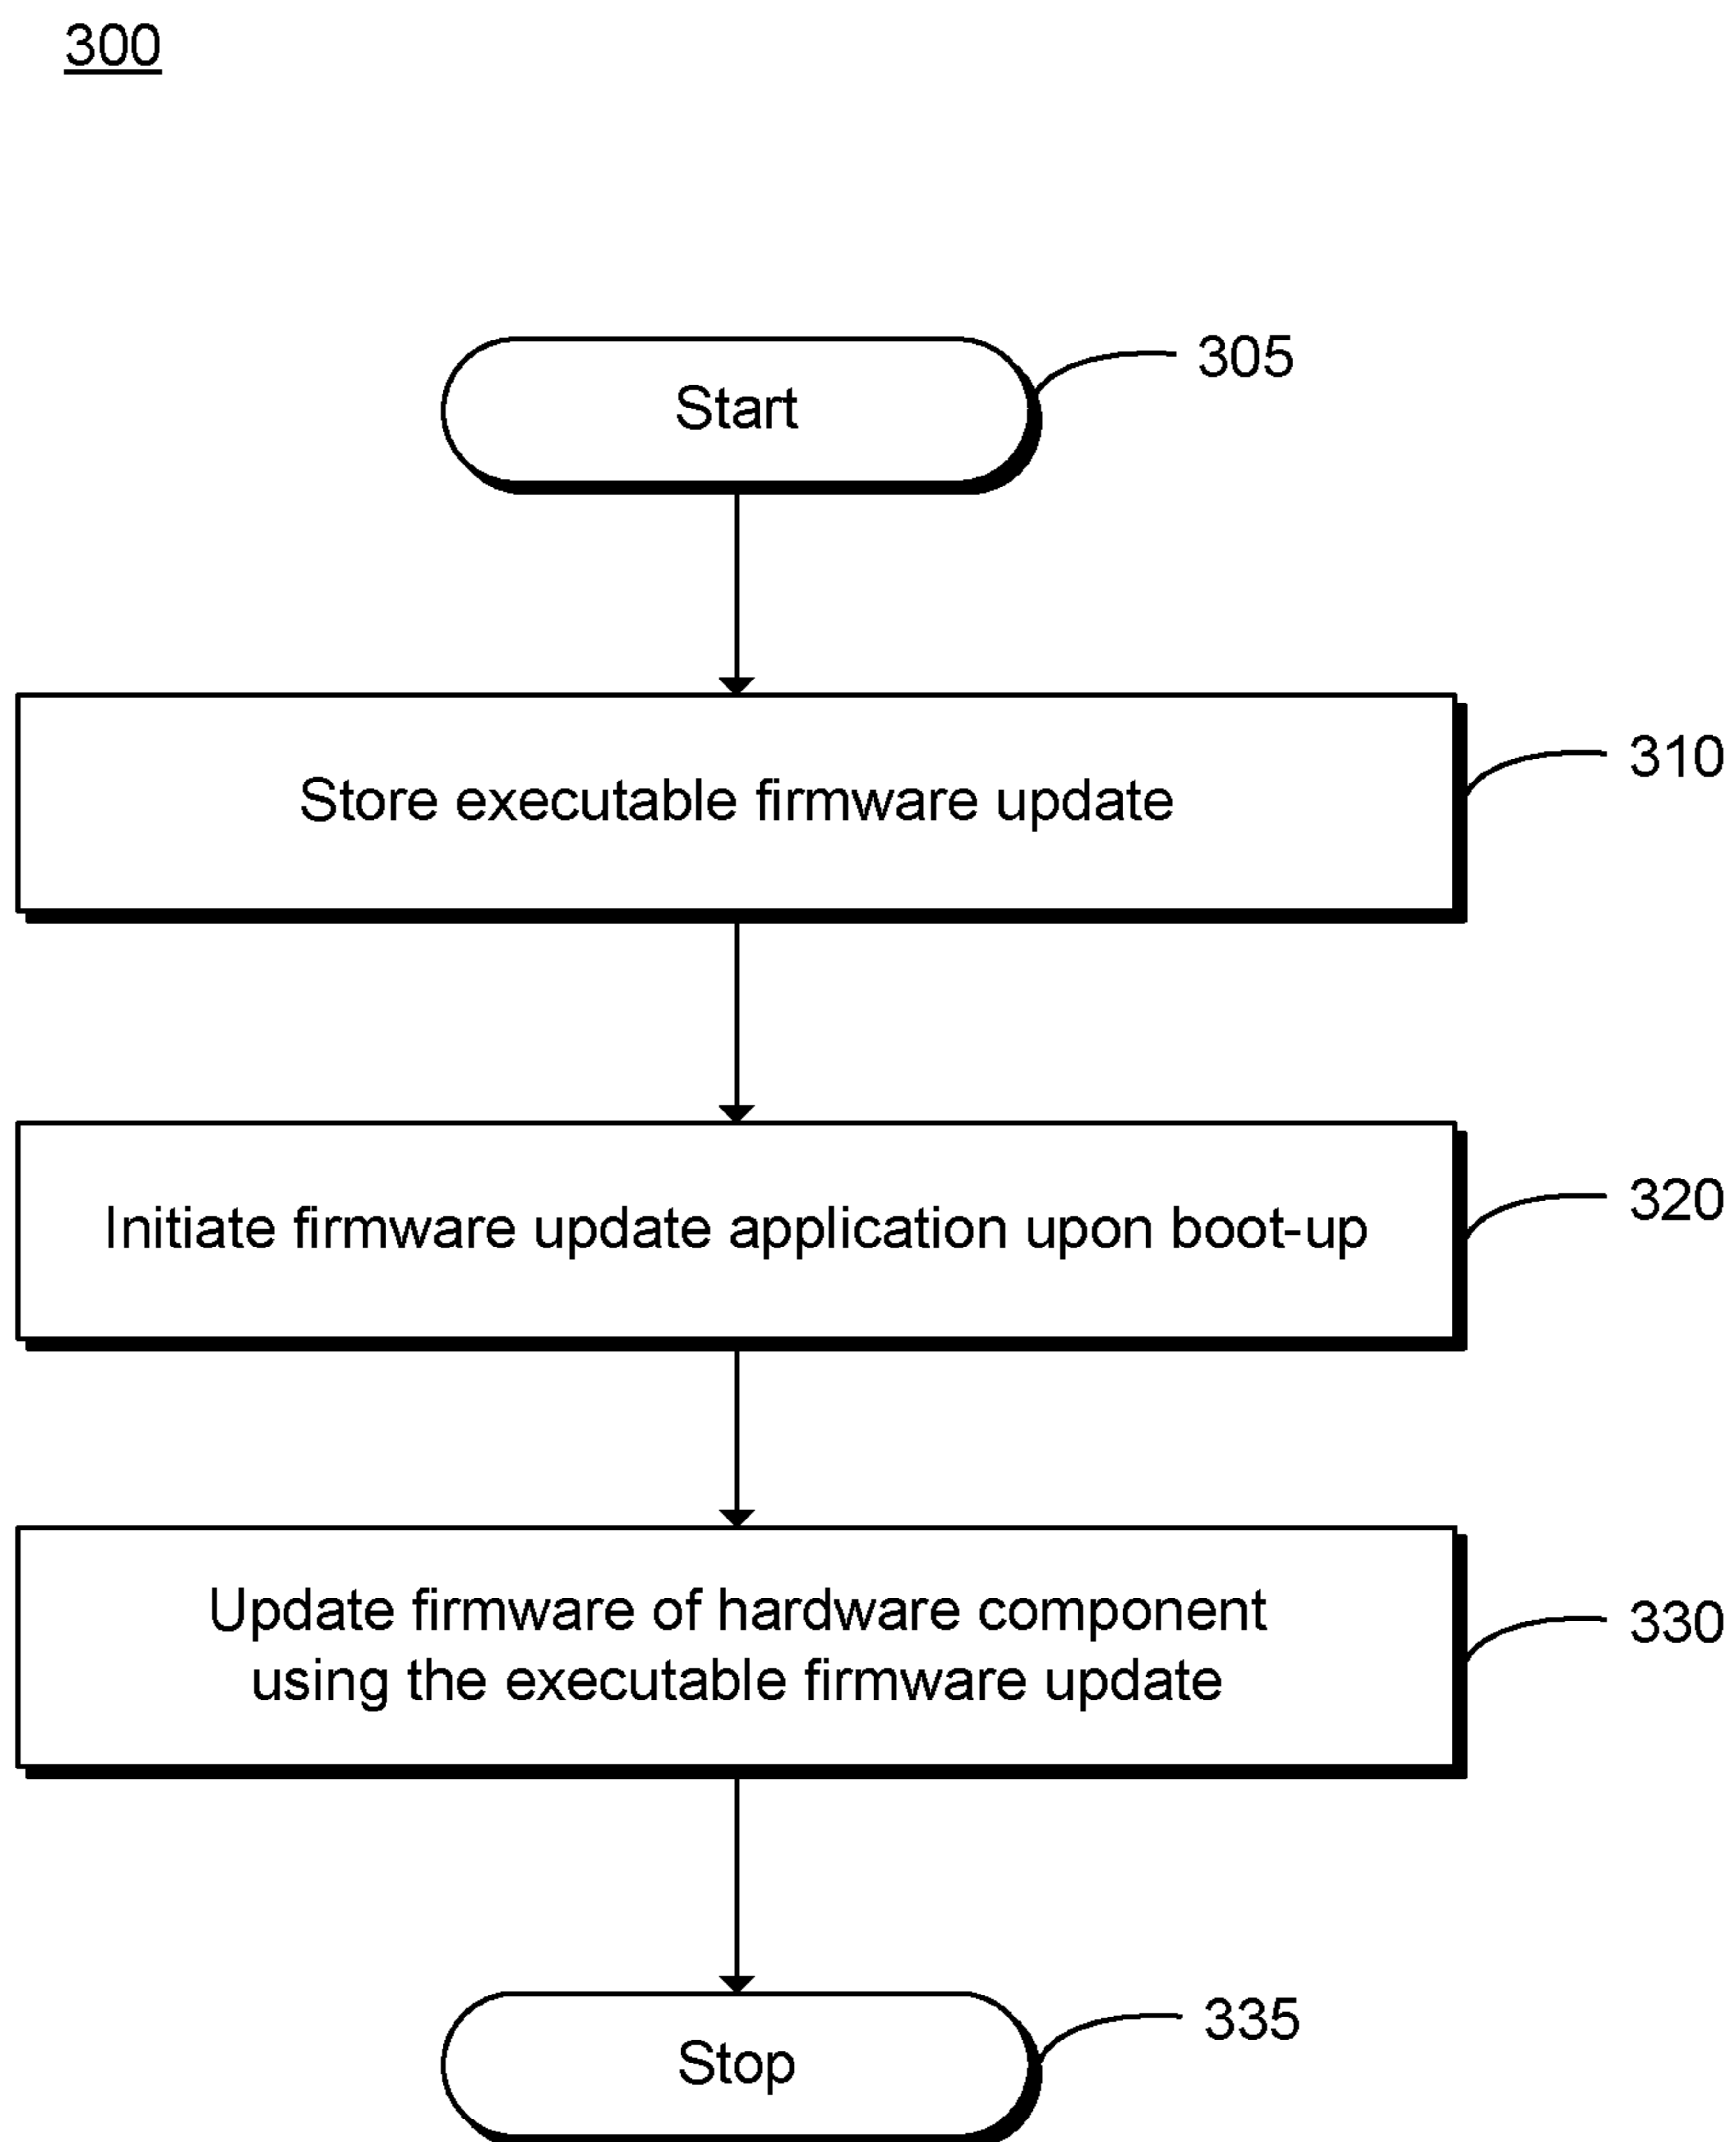 300
Start
305
Store executable firmware update
310
Initiate firmware update application upon boot-up
320
Update firmware of hardware component
using the executable firmware update
330
Stop
335